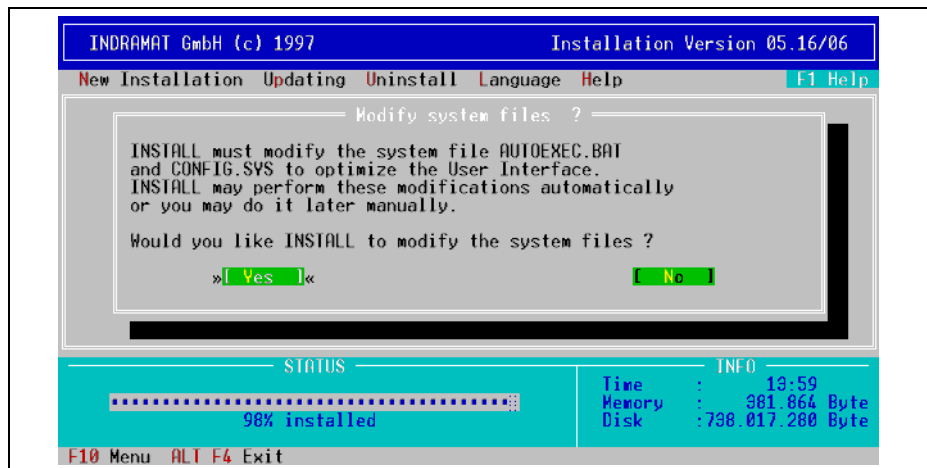 INDRAMAT GmbH (c) 1997 Installation Version 05.16/06
New Installation Updating Uninstall Language Help F1 Help
Modify system files ?
INSTALL must modify the system file AUTOEXEC.BAT
and CONFIG.SYS to optimize the User Interface.
INSTALL may perform these modifications automatically
or you may do it later manually.
Would you like INSTALL to modify the system files ?
»[ Yes ]« [ No ]
STATUS
98% installed
INFO
Time : 13:59
Memory : 381.864 Byte
Disk :738.017.280 Byte
F10 Menu ALT F4 Exit